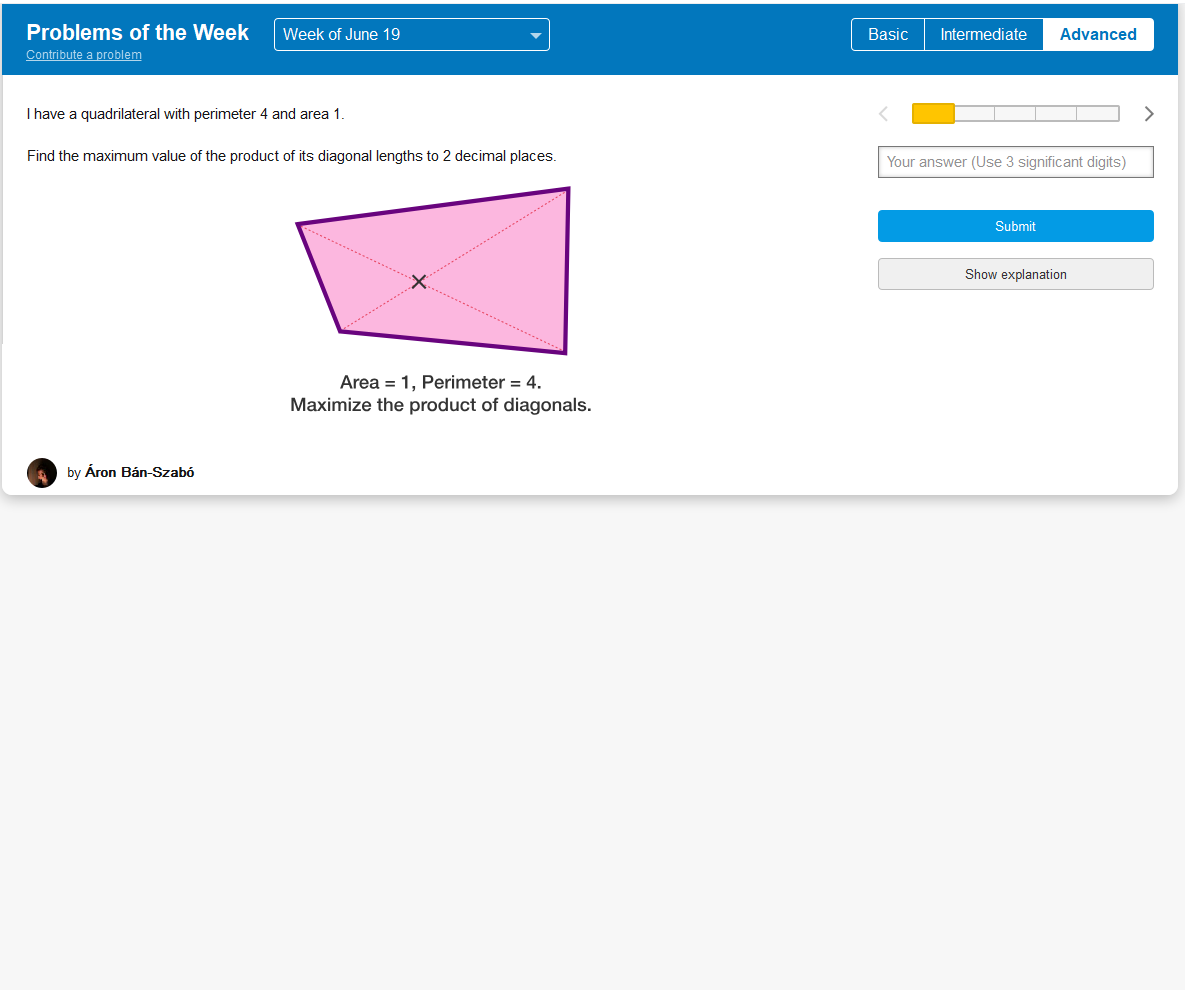 Problems of the Week
Week of June 19
Basic
Intermediate
Advanced
Contribute a problem
I have a quadrilateral with perimeter 4 and area 1.
Find the maximum value of the product of its diagonal lengths to 2 decimal places.
Your answer (Use 3 significant digits)
Submit
Show explanation
Area = 1, Perimeter = 4.
Maximize the product of diagonals.
by Áron Bán-Szabó